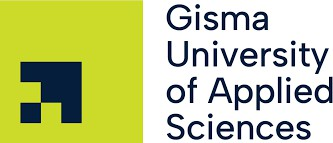 Gisma
University
of Applied
Sciences